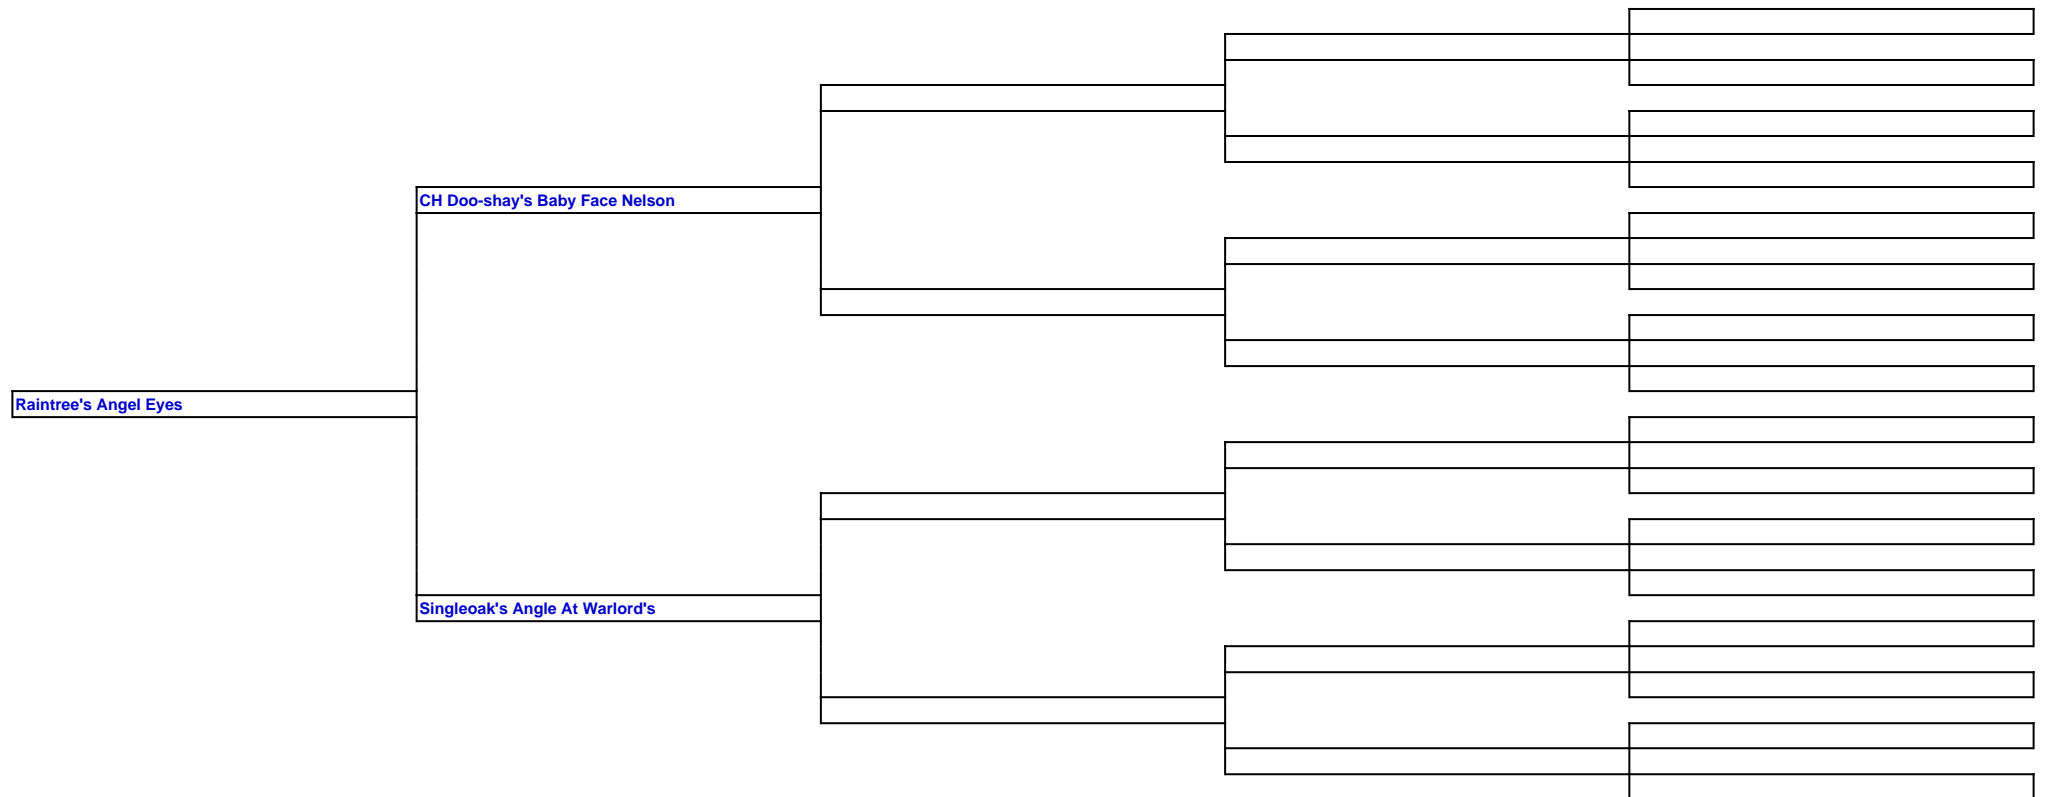 CH Doo-shay's Baby Face Nelson
Raintree's Angel Eyes
Singleoak's Angle At Warlord's